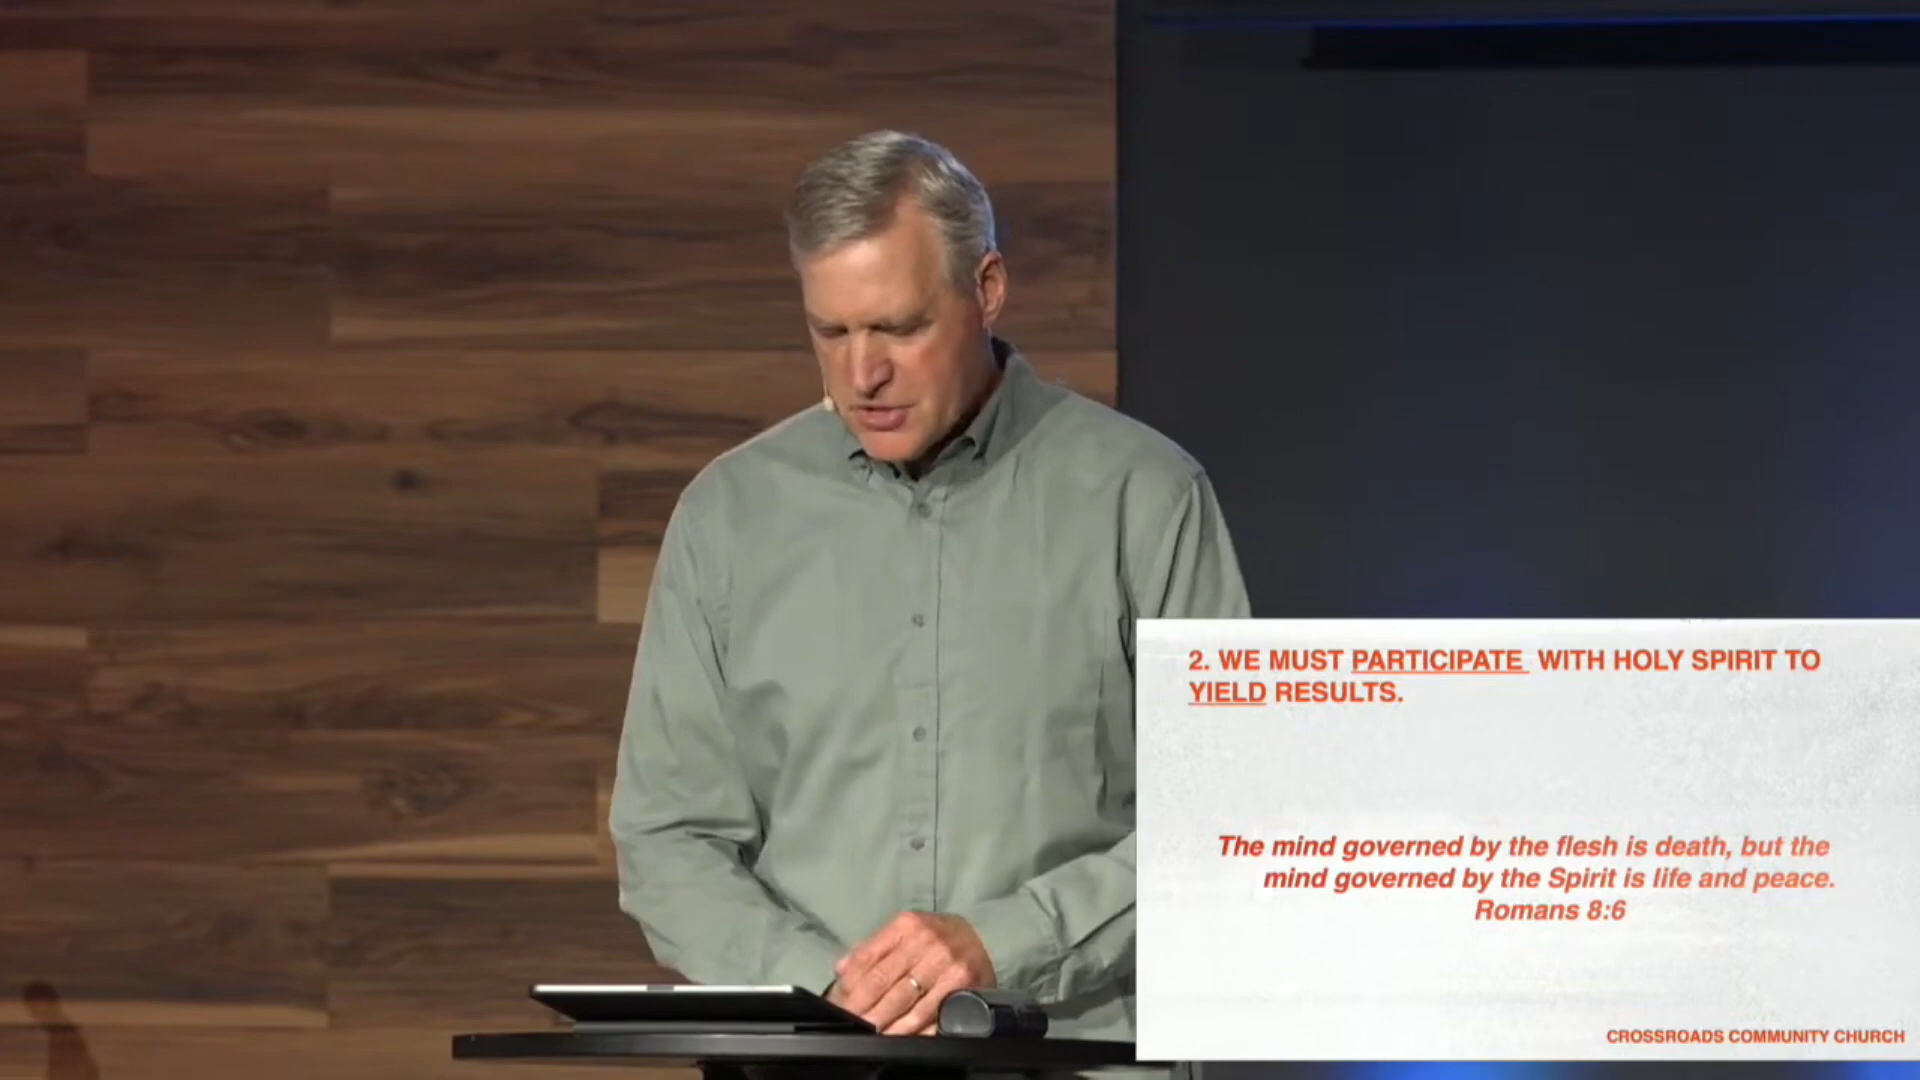 2. WE MUST PARTICIPATE WITH HOLY SPIRIT TO
YIELD RESULTS.
The mind governed by the flesh is death, but the
mind governed by the Spirit is life and peace.
Romans 8:6
CROSSROADS COMMUNITY CHURCH